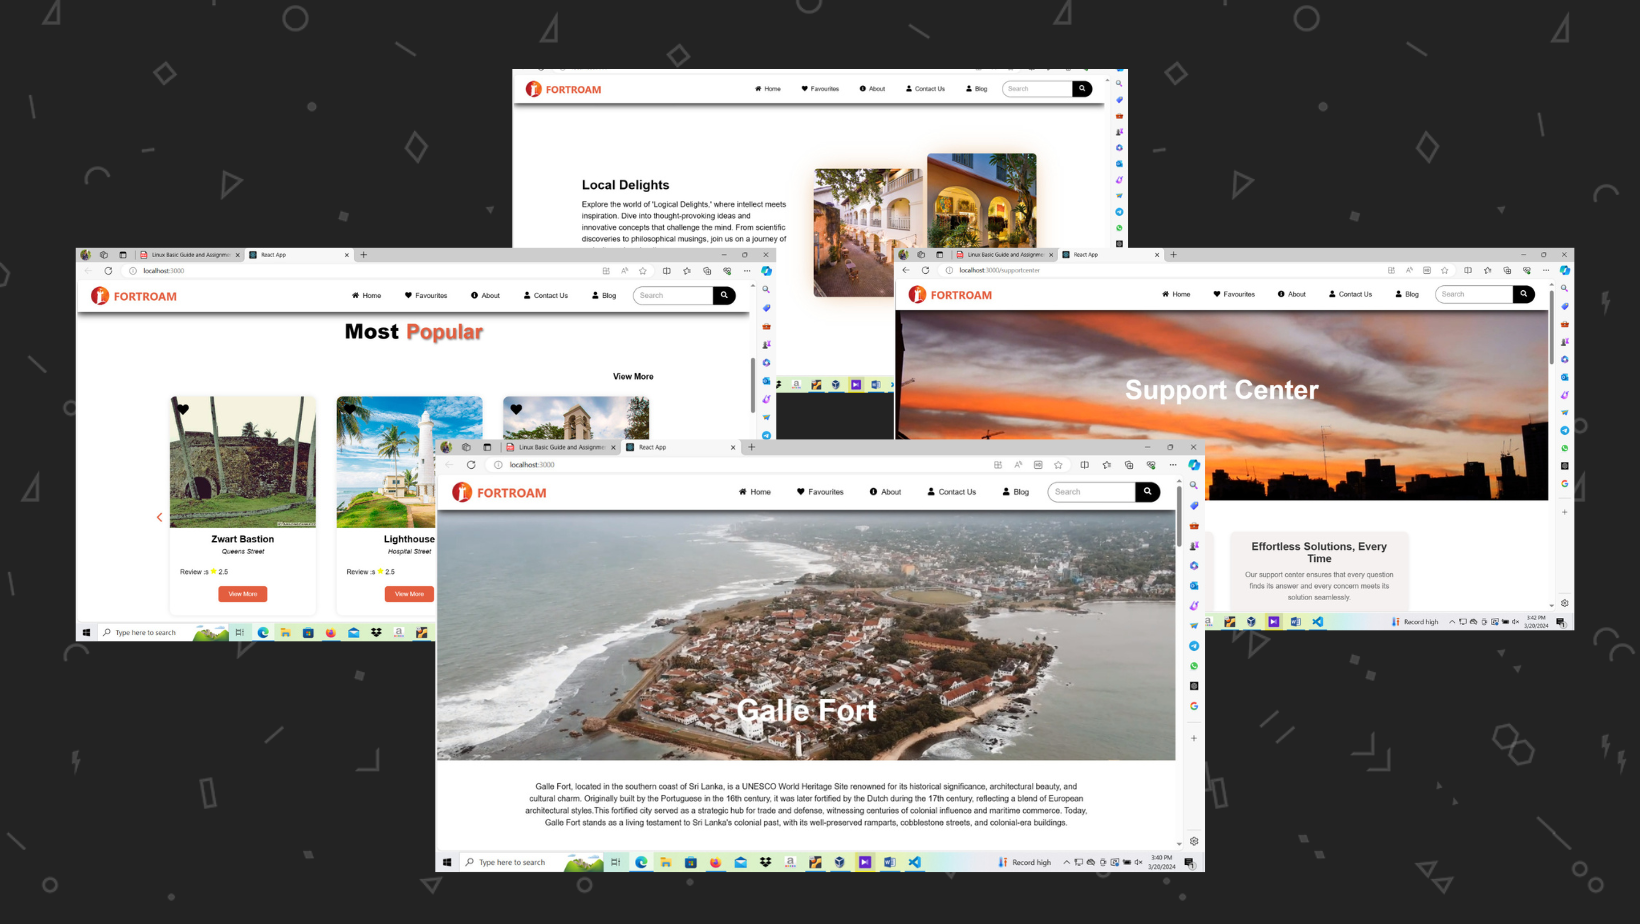 FORTROAM
Home Favourites About Contact Us Blog Search
Local Delights
Explore the world of 'Logical Delights,' where intellect meets
inspiration. Dive into thought-provoking ideas and
innovative concepts that challenge the mind. From scientific
discoveries to philosophical musings, join us on a journey of
Linux Basic Guide and Assignme React App
localhost:3000
FORTROAM
Home Favourites About Contact Us Blog Search
Most Popular
View More
Zwart Bastion
Queens Street
Review :s 2.5
View More
Lighthouse
Hospital Street
Review :s 2.5
View More
Type here to search
Linux Basic Guide and Assignme React App
localhost:3000/supportcenter
FORTROAM
Home Favourites About Contact Us Blog Search
Support Center
Effortless Solutions, Every
Time
Our support center ensures that every question
finds its answer and every concern meets its
solution seamlessly.
Record high
3:42 PM
3/20/2024
Linux Basic Guide and Assignme React App
localhost:3000
FORTROAM
Home Favourites About Contact Us Blog Search
Galle Fort
Galle Fort, located in the southern coast of Sri Lanka, is a UNESCO World Heritage Site renowned for its historical significance, architectural beauty, and
cultural charm. Originally built by the Portuguese in the 16th century, it was later fortified by the Dutch during the 17th century, reflecting a blend of European
architectural styles.This fortified city served as a strategic hub for trade and defense, witnessing centuries of colonial influence and maritime commerce. Today,
Galle Fort stands as a living testament to Sri Lanka's colonial past, with its well-preserved ramparts, cobblestone streets, and colonial-era buildings.
Type here to search
Record high
3:40 PM
3/20/2024